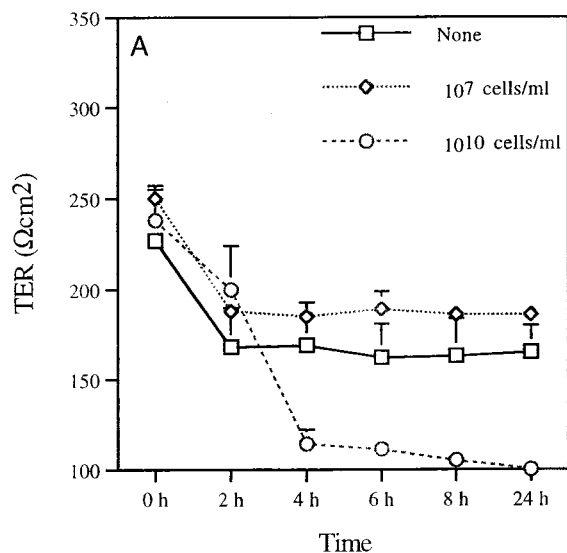 A
None
10⁷ cells/ml
10¹⁰ cells/ml
350
300
250
200
150
100
TER (Ωcm2)
0 h 2 h 4 h 6 h 8 h 24 h
Time